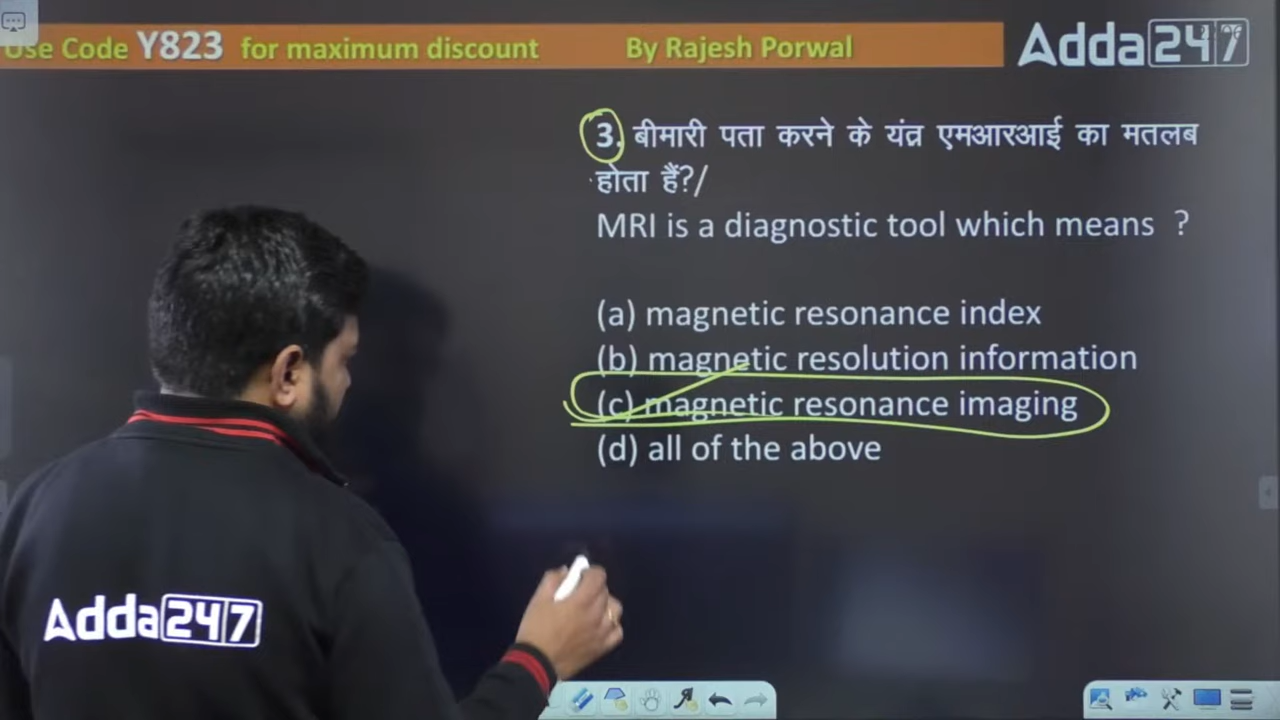 Use Code Y823 for maximum discount By Rajesh Porwal
Adda247
3. बीमारी पता करने के यंत्र एमआरआई का मतलब
होता हैं?/
MRI is a diagnostic tool which means ?
(a) magnetic resonance index
(b) magnetic resolution information
(c) magnetic resonance imaging
(d) all of the above
Adda247